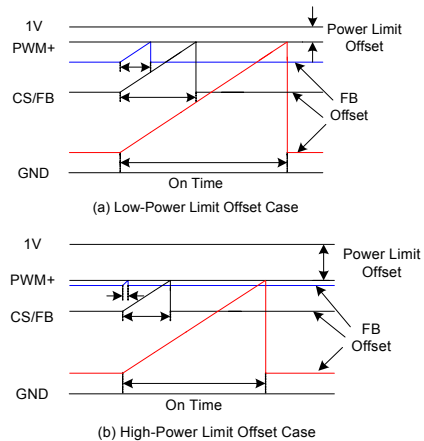 1V
Power Limit
Offset
PWM+
FB
Offset
CS/FB
GND
On Time
(a) Low-Power Limit Offset Case
1V
Power Limit
Offset
PWM+
CS/FB
FB
Offset
GND
On Time
(b) High-Power Limit Offset Case